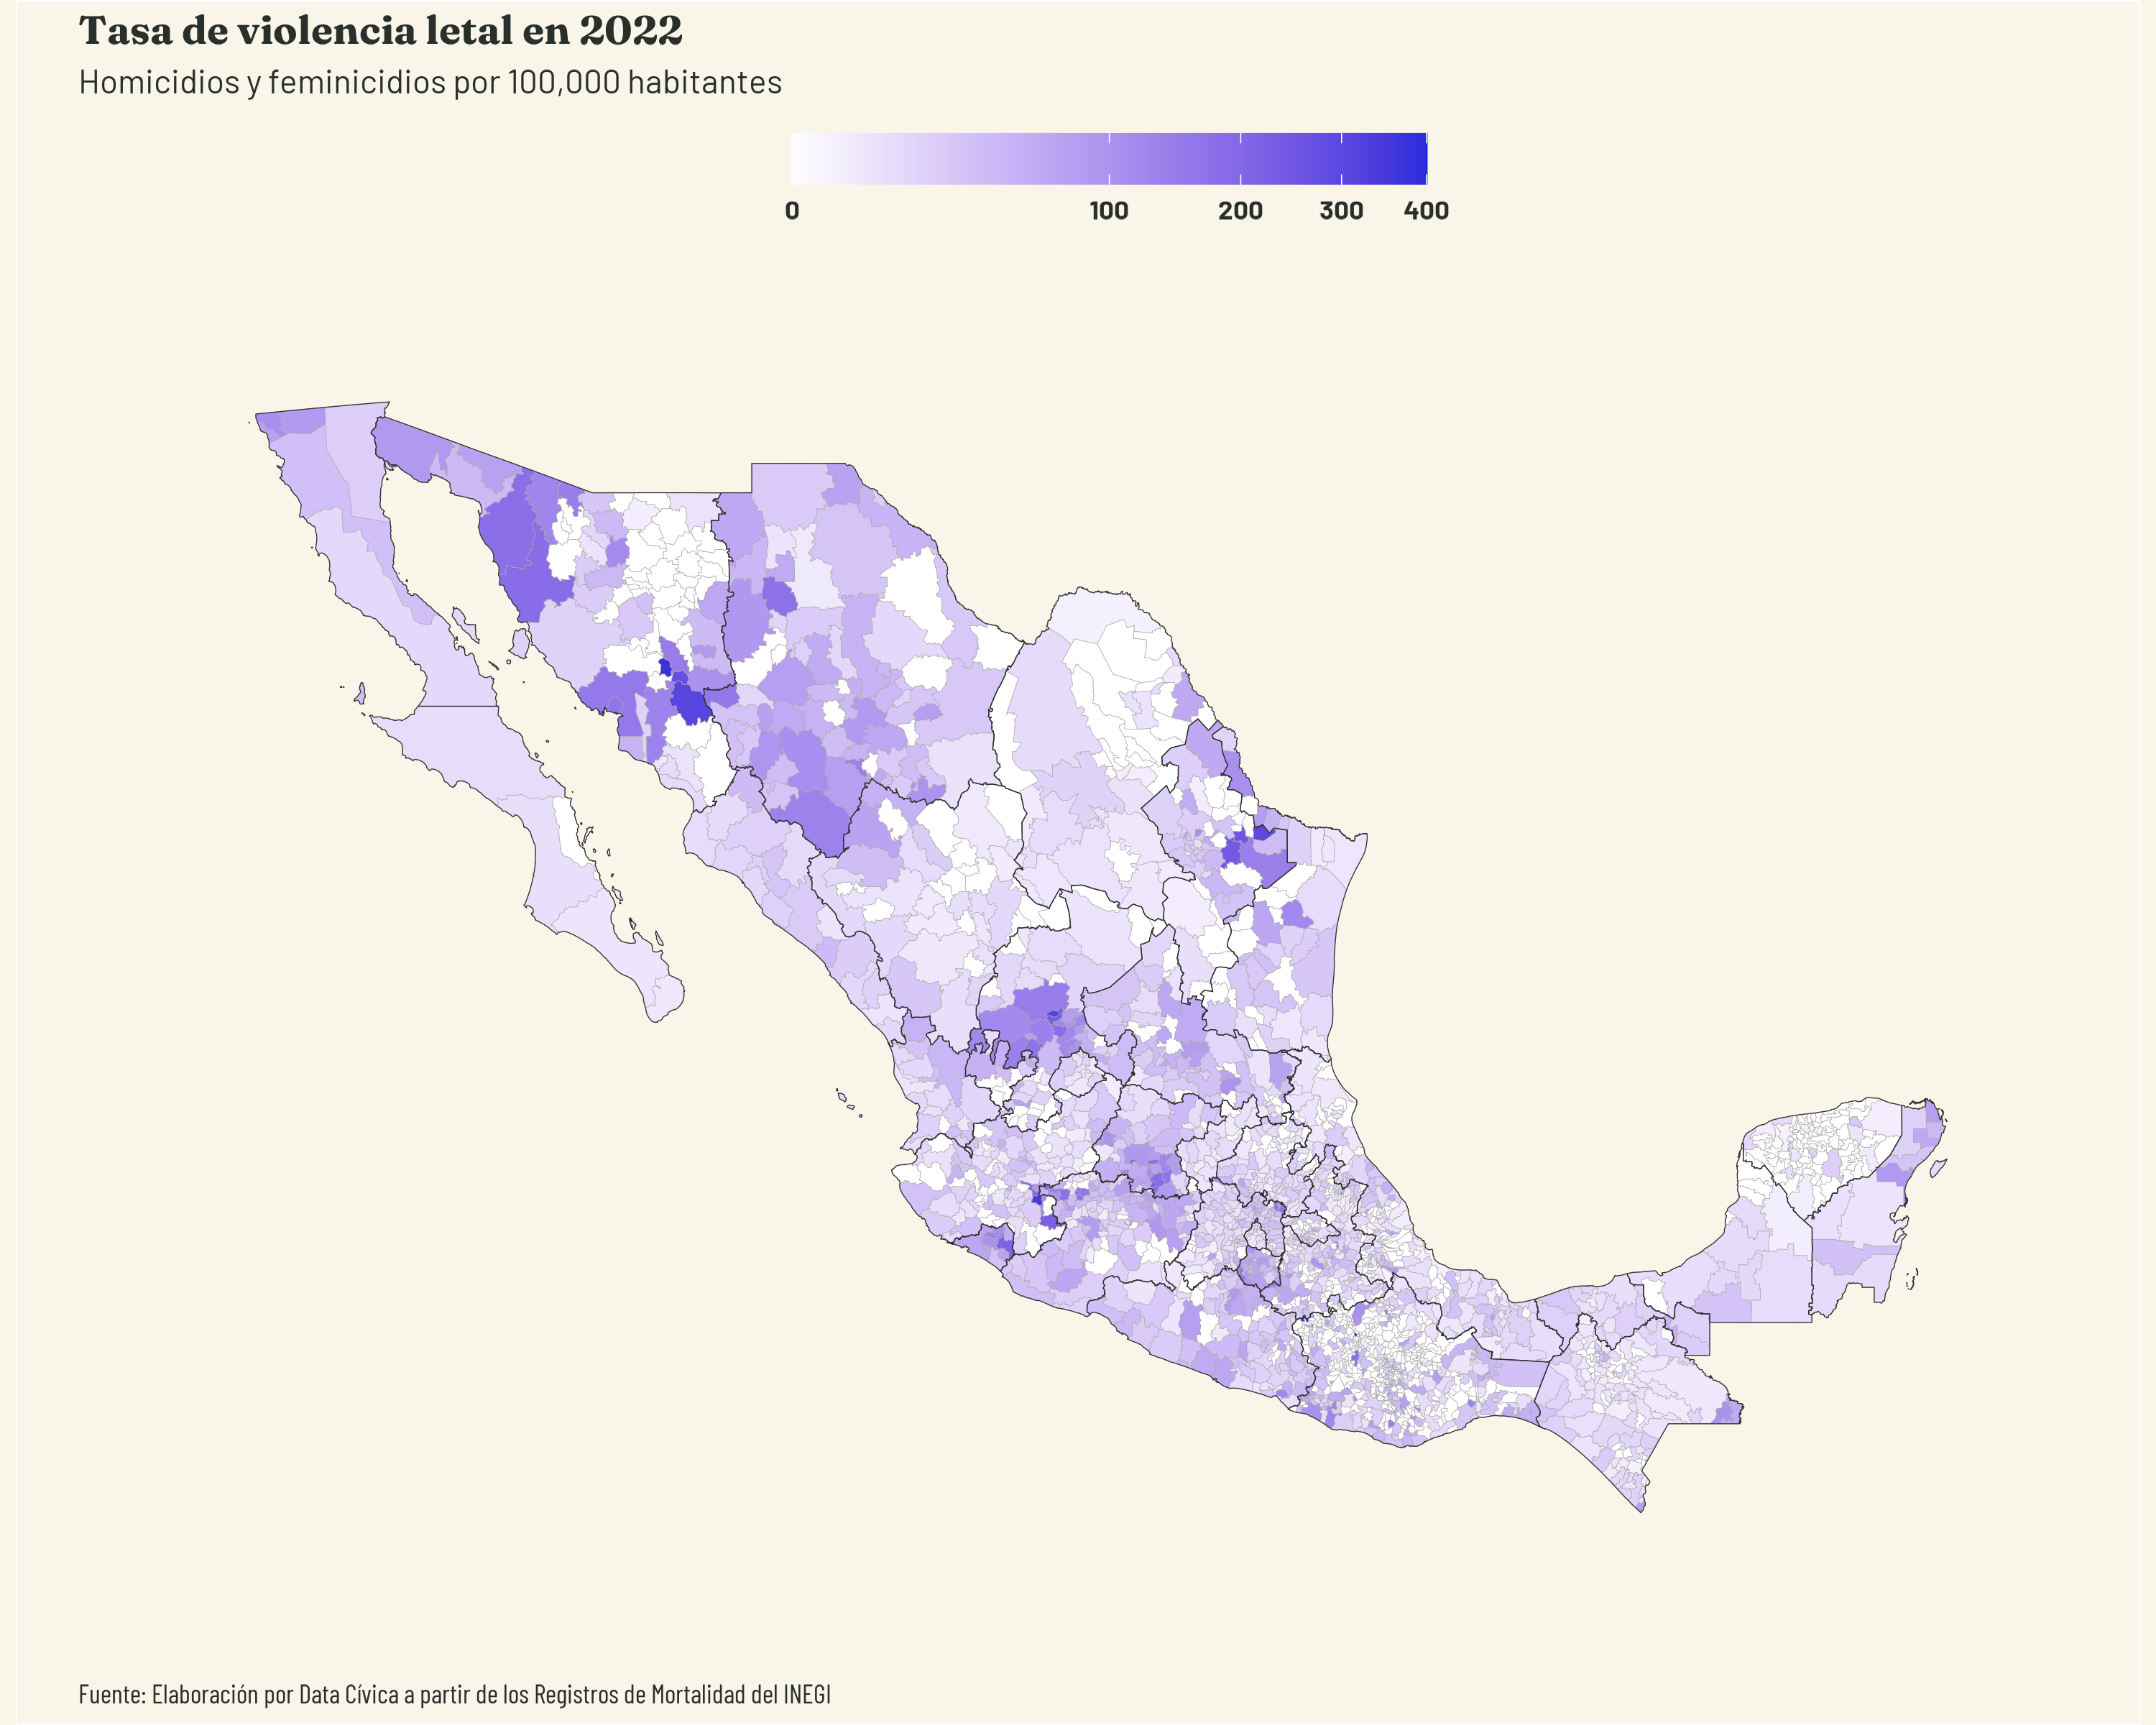 Tasa de violencia letal en 2022
Homicidios y feminicidios por 100,000 habitantes
0 100 200 300 400
Fuente: Elaboración por Data Cívica a partir de los Registros de Mortalidad del INEGI